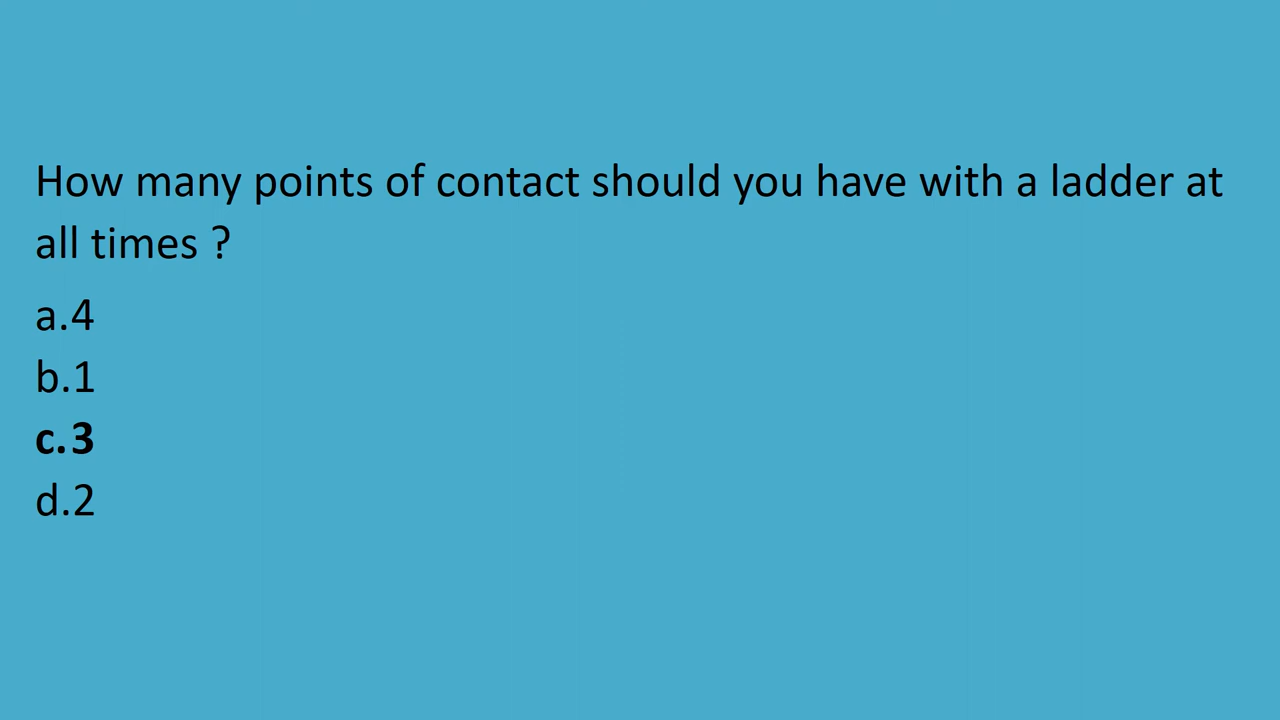 How many points of contact should you have with a ladder at
all times ?
a.4
b.1
c.3
d.2